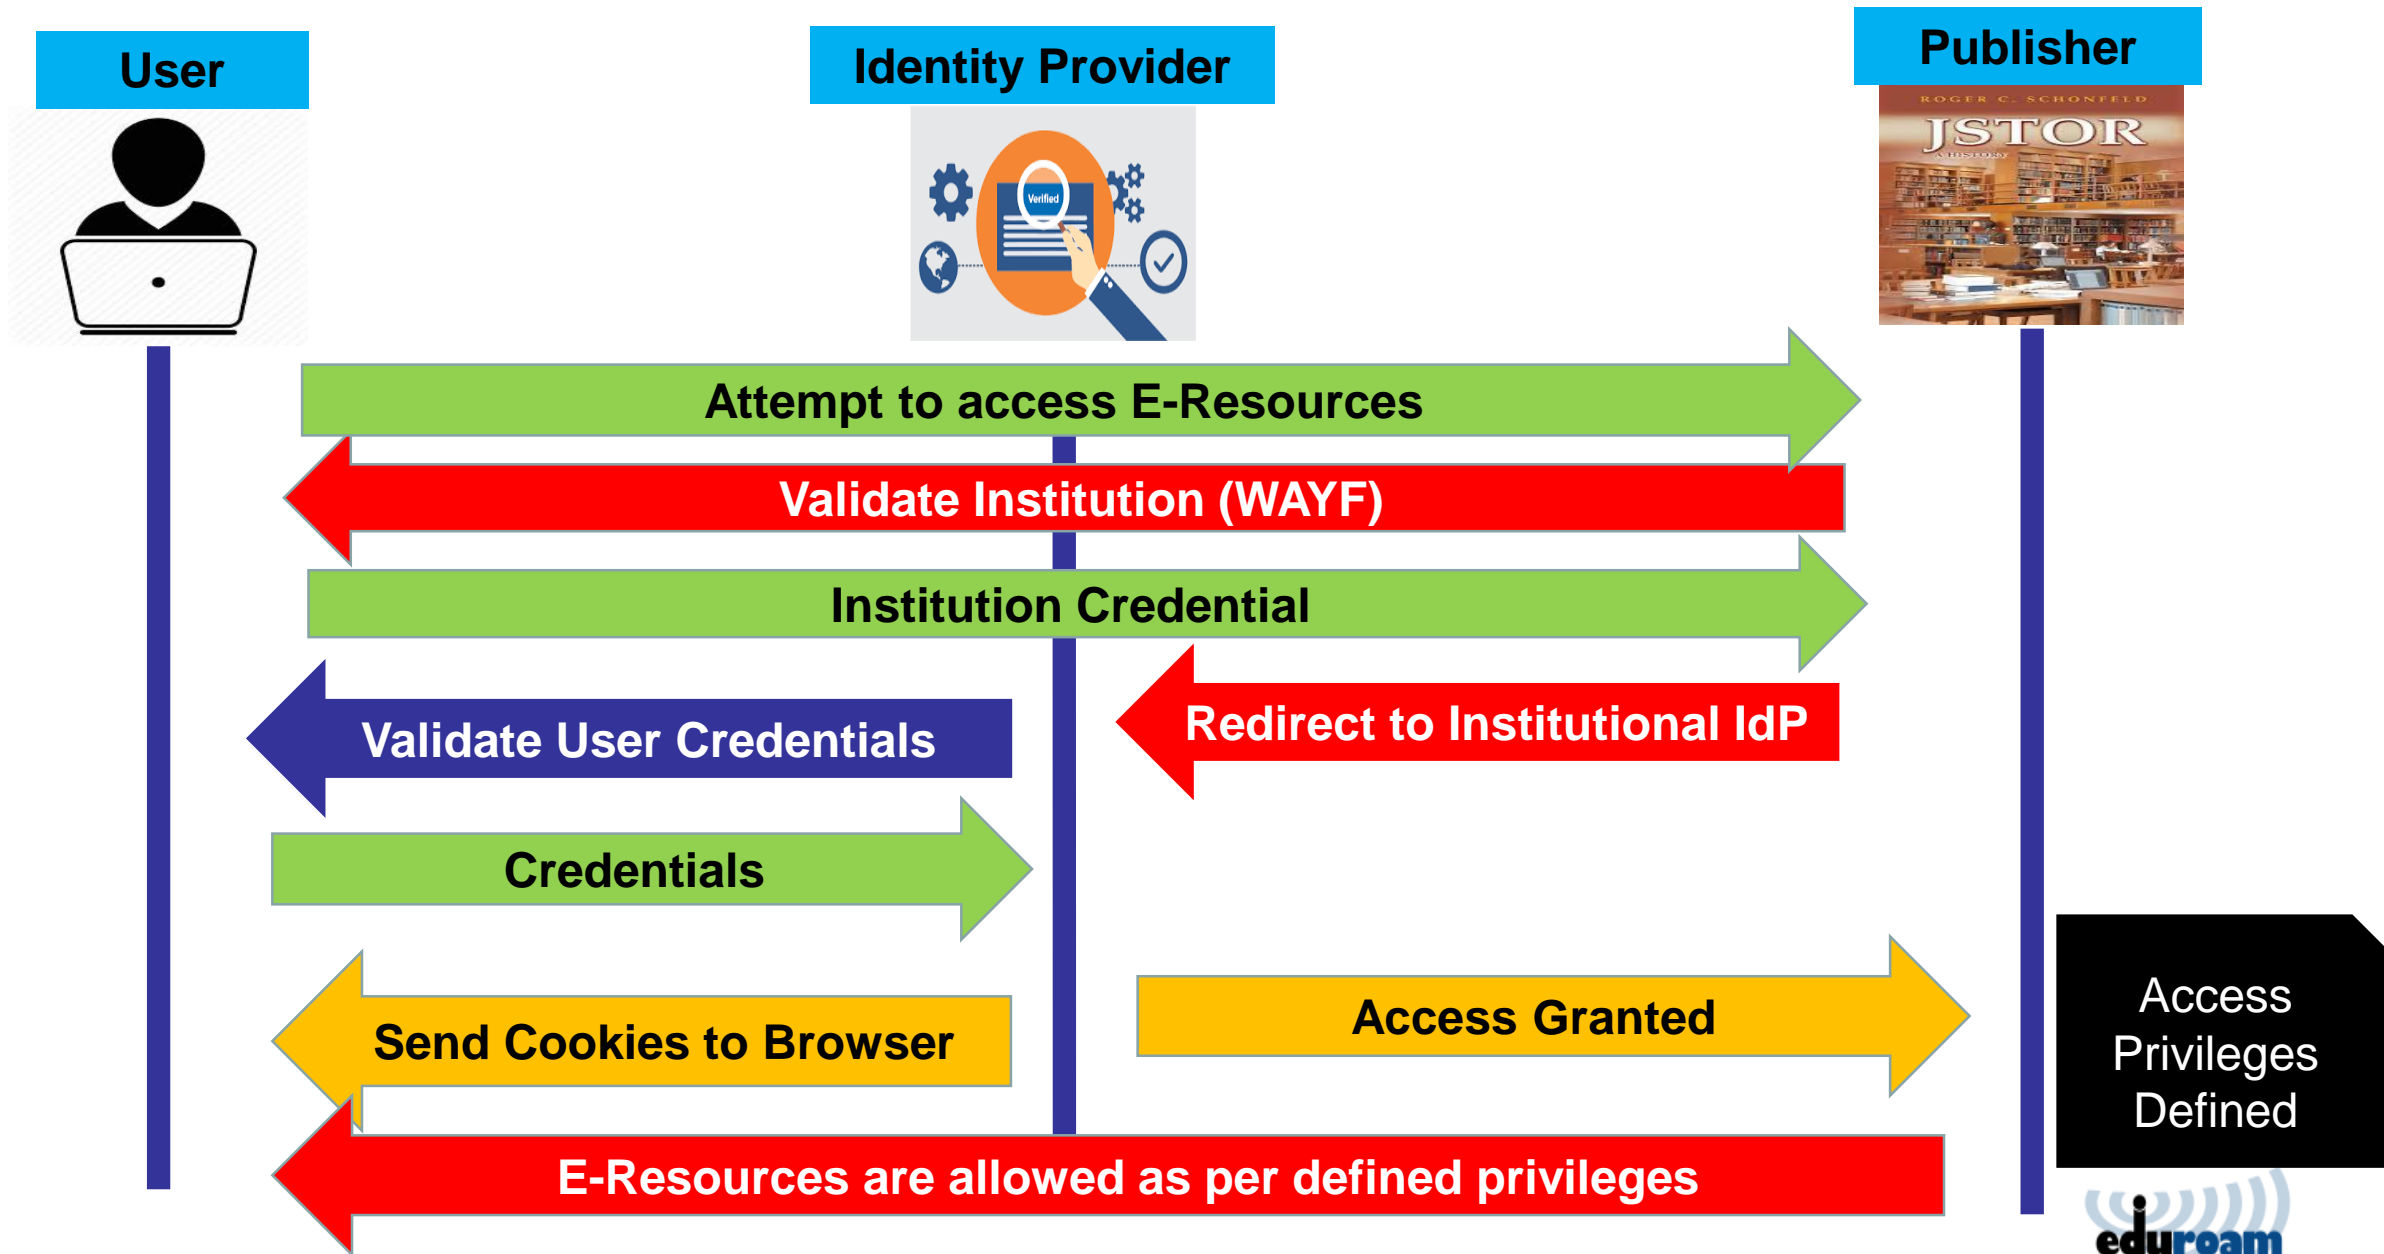 User
Identity Provider
Publisher
ROGER C. SCHONFELD
JSTOR
A HISTORY
Verified
Attempt to access E-Resources
Validate Institution (WAYF)
Institution Credential
Redirect to Institutional IdP
Validate User Credentials
Credentials
Send Cookies to Browser
Access Granted
Access
Privileges
Defined
E-Resources are allowed as per defined privileges
eduroam